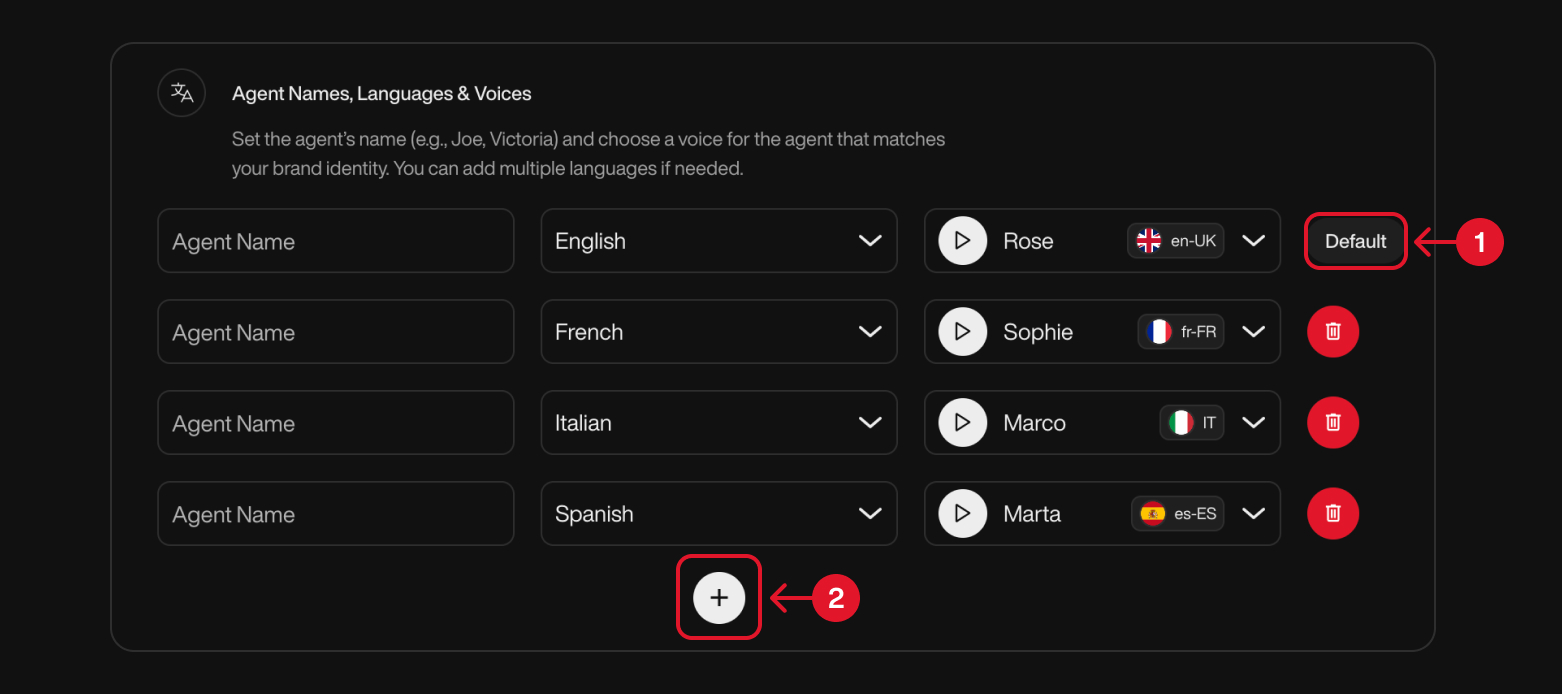 Agent Names, Languages & Voices
Set the agent's name (e.g., Joe, Victoria) and choose a voice for the agent that matches
your brand identity. You can add multiple languages if needed.
Agent Name English Rose en-UK Default 1
Agent Name French Sophie fr-FR
Agent Name Italian Marco IT
Agent Name Spanish Marta es-ES
+ 2